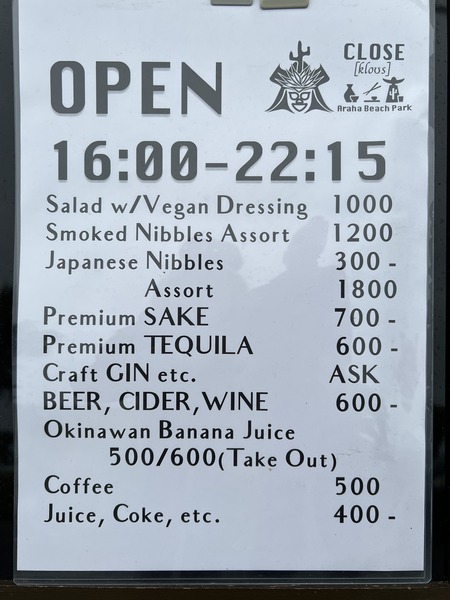 OPEN
CLOSE
[klous]
Araha Beach Park
16:00-22:15
Salad w/Vegan Dressing 1000
Smoked Nibbles Assort 1200
Japanese Nibbles 300 -
Assort 1800
Premium SAKE 700 -
Premium TEQUILA 600 -
Craft GIN etc. ASK
BEER, CIDER,WINE 600 -
Okinawan Banana Juice
500/600(Take Out)
Coffee 500
Juice, Coke, etc. 400 -